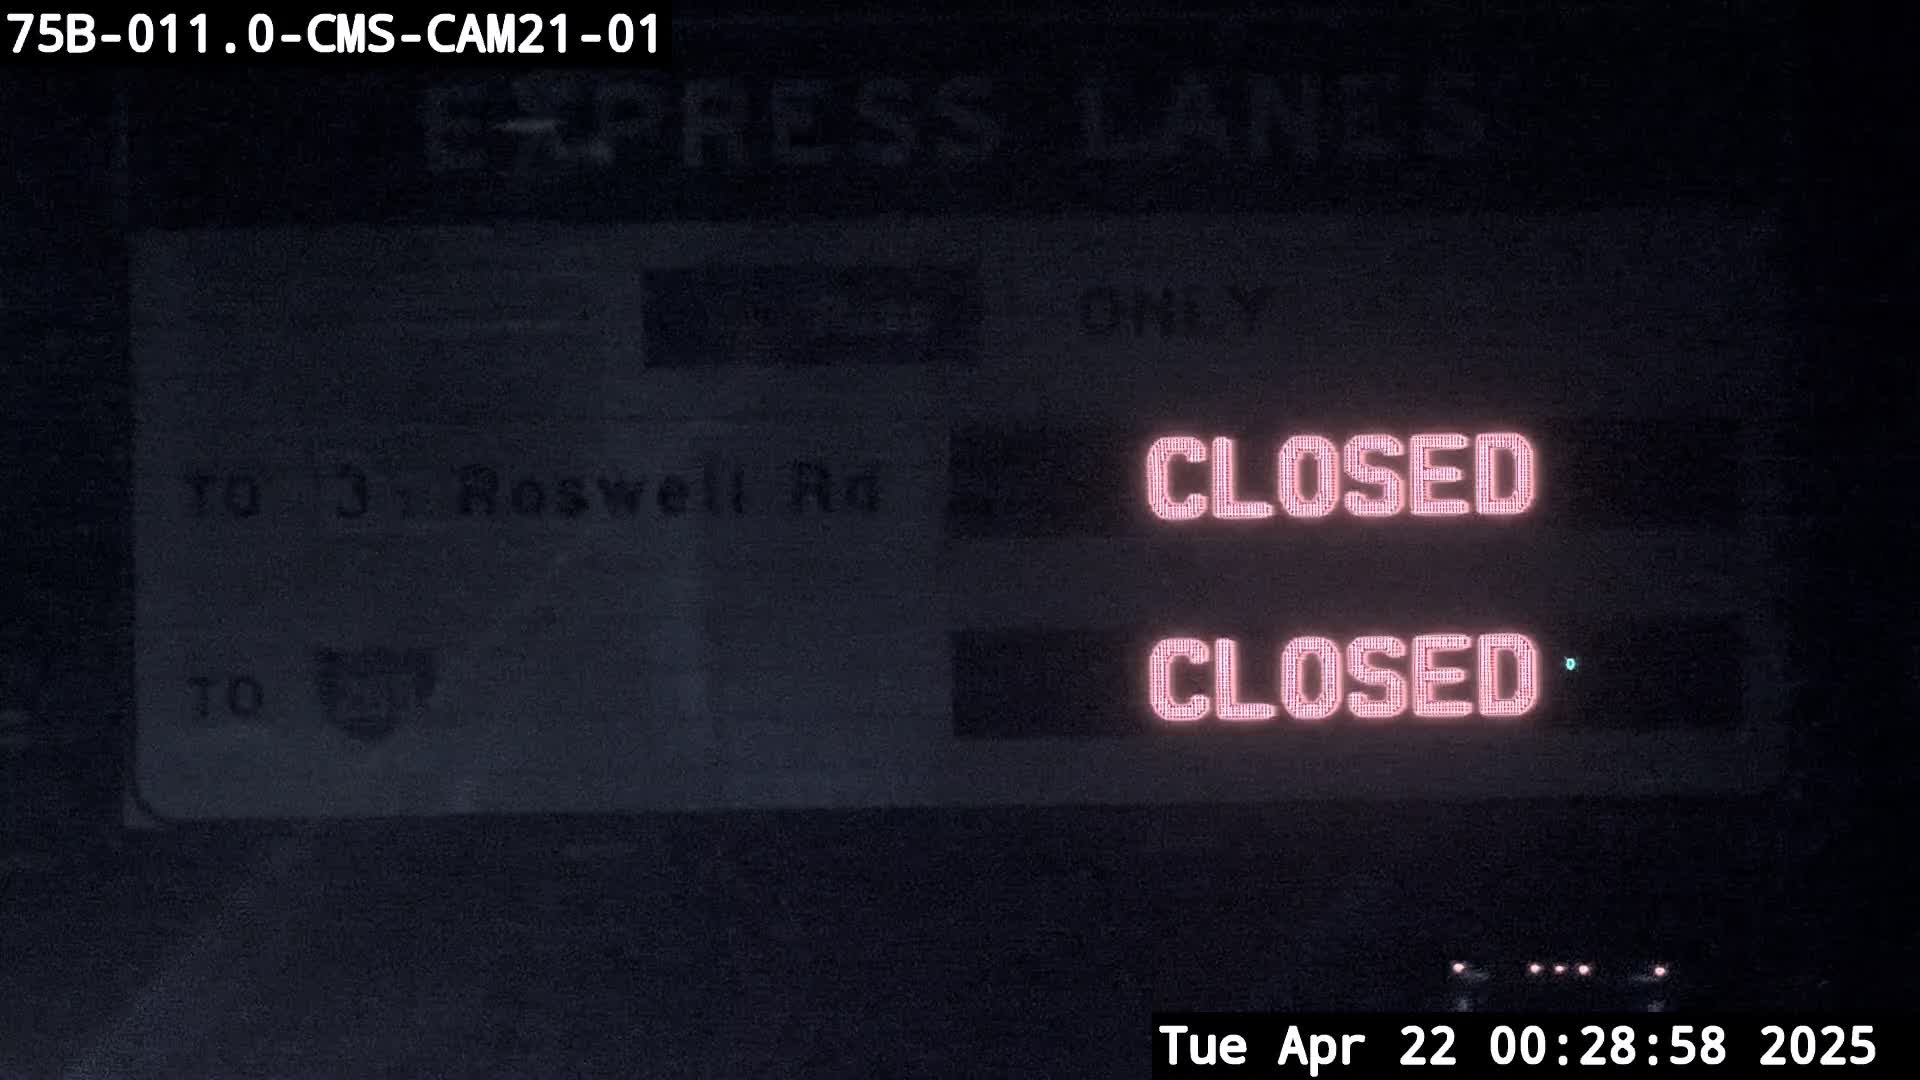 75B-011.0-CMS-CAM21-01
EXPRESS LANES
ONLY
TO 3 - Roswell Rd CLOSED
TO CLOSED
Tue Apr 22 00:28:58 2025